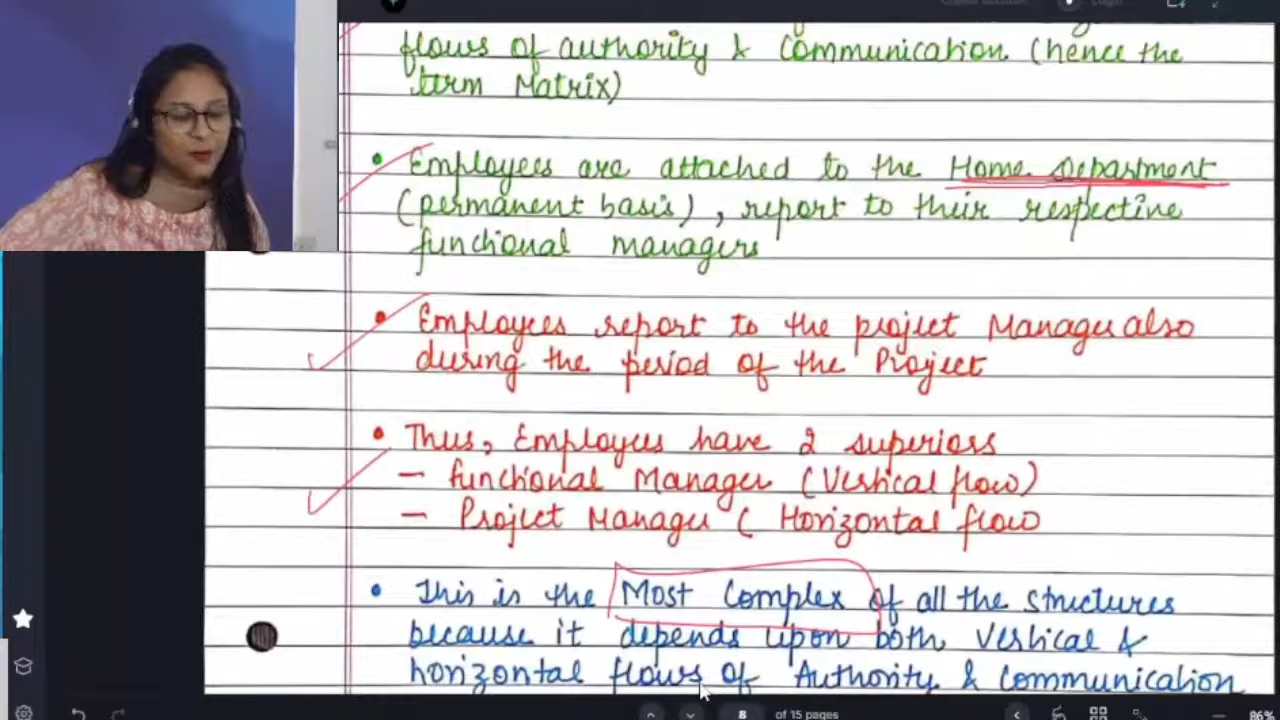 flows of authority & Communication (hence the
term Matrix)
• Employees are attached to the Home Department
(permanent basis), report to their respective
functional managers
• Employees report to the project Manager also
during the period of the Project
• Thus, Employees have 2 superiors
- functional Manager (Vertical flow)
- Project Manager ( Horizontal flow
• This is the Most Complex of all the structures
because it depends upon both Vertical &
horizontal flows of Authority & Communication
8 of 15 pages
86%